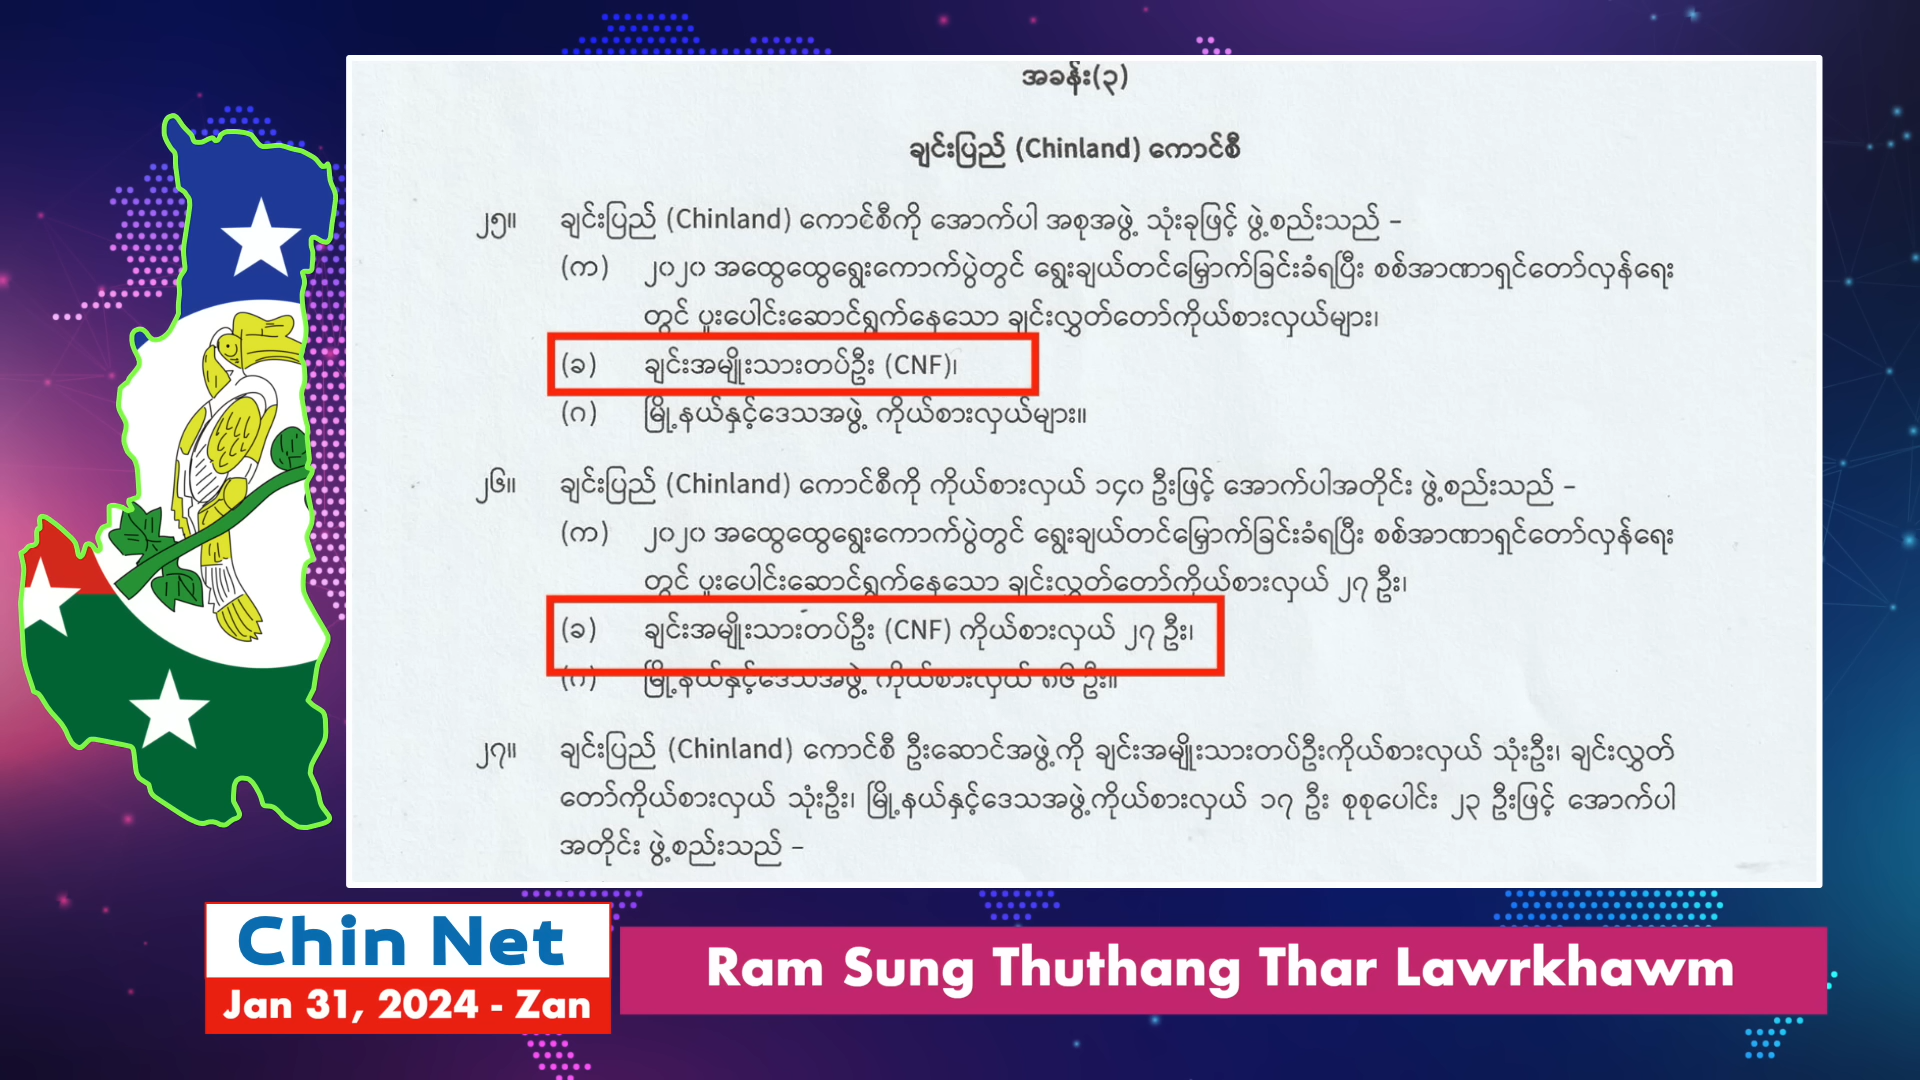 အခန်း(၃)
ချင်းပြည် (Chinland) ကောင်စီ
၂၅။ ချင်းပြည် (Chinland) ကောင်စီကို အောက်ပါ အစုအဖွဲ့ သုံးခုဖြင့် ဖွဲ့စည်းသည် –
(က) ၂၀၂၀ အထွေထွေရွေးကောက်ပွဲတွင် ရွေးချယ်တင်မြှောက်ခြင်းခံရပြီး စစ်အာဏာရှင်တော်လှန်ရေး
တွင် ပူးပေါင်းဆောင်ရွက်နေသော ချင်းလွှတ်တော်ကိုယ်စားလှယ်များ၊
(ခ) ချင်းအမျိုးသားတပ်ဦး (CNF)၊
(ဂ) မြို့နယ်နှင့်ဒေသအဖွဲ့ ကိုယ်စားလှယ်များ။
၂၆။ ချင်းပြည် (Chinland) ကောင်စီကို ကိုယ်စားလှယ် ၁၄၀ ဦးဖြင့် အောက်ပါအတိုင်း ဖွဲ့စည်းသည် –
(က) ၂၀၂၀ အထွေထွေရွေးကောက်ပွဲတွင် ရွေးချယ်တင်မြှောက်ခြင်းခံရပြီး စစ်အာဏာရှင်တော်လှန်ရေး
တွင် ပူးပေါင်းဆောင်ရွက်နေသော ချင်းလွှတ်တော်ကိုယ်စားလှယ် ၂၇ ဦး၊
(ခ) ချင်းအမျိုးသားတပ်ဦး (CNF) ကိုယ်စားလှယ် ၂၇ ဦး၊
(ဂ) မြို့နယ်နှင့်ဒေသအဖွဲ့ ကိုယ်စားလှယ် ၈၆ ဦး။
၂၇။ ချင်းပြည် (Chinland) ကောင်စီ ဦးဆောင်အဖွဲ့ကို ချင်းအမျိုးသားတပ်ဦးကိုယ်စားလှယ် သုံးဦး၊ ချင်းလွှတ်
တော်ကိုယ်စားလှယ် သုံးဦး၊ မြို့နယ်နှင့်ဒေသအဖွဲ့ကိုယ်စားလှယ် ၁၇ ဦး စုစုပေါင်း ၂၃ ဦးဖြင့် အောက်ပါ
အတိုင်း ဖွဲ့စည်းသည် –
Chin Net
Jan 31, 2024 - Zan
Ram Sung Thuthang Thar Lawrkhawm